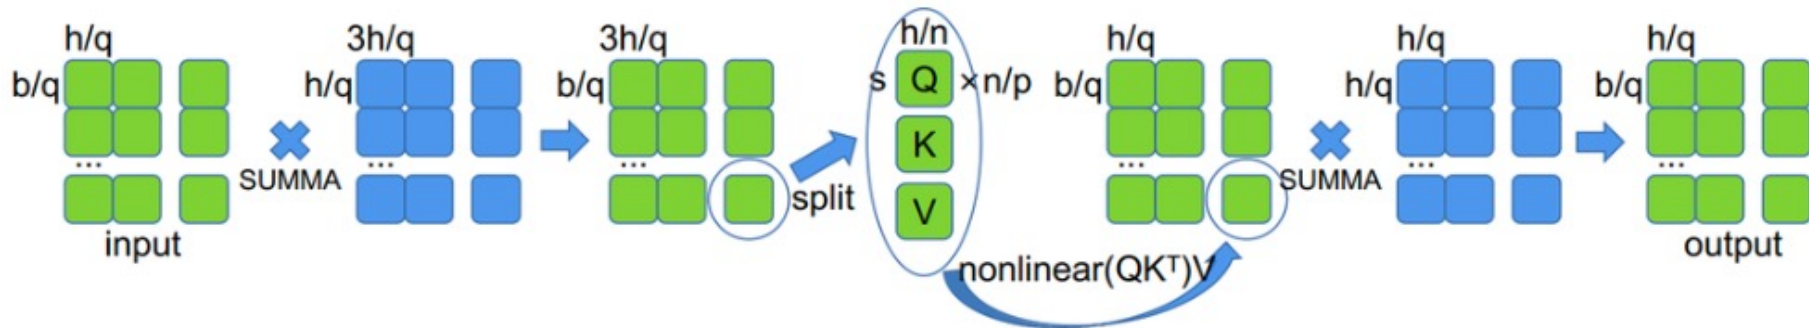 h/q
b/q
...
input
SUMMA
3h/q
h/q
...
3h/q
b/q
...
split
h/n
s Q ×n/p
K
V
nonlinear(QKᵀ)V
h/q
b/q
...
SUMMA
h/q
h/q
...
h/q
b/q
...
output